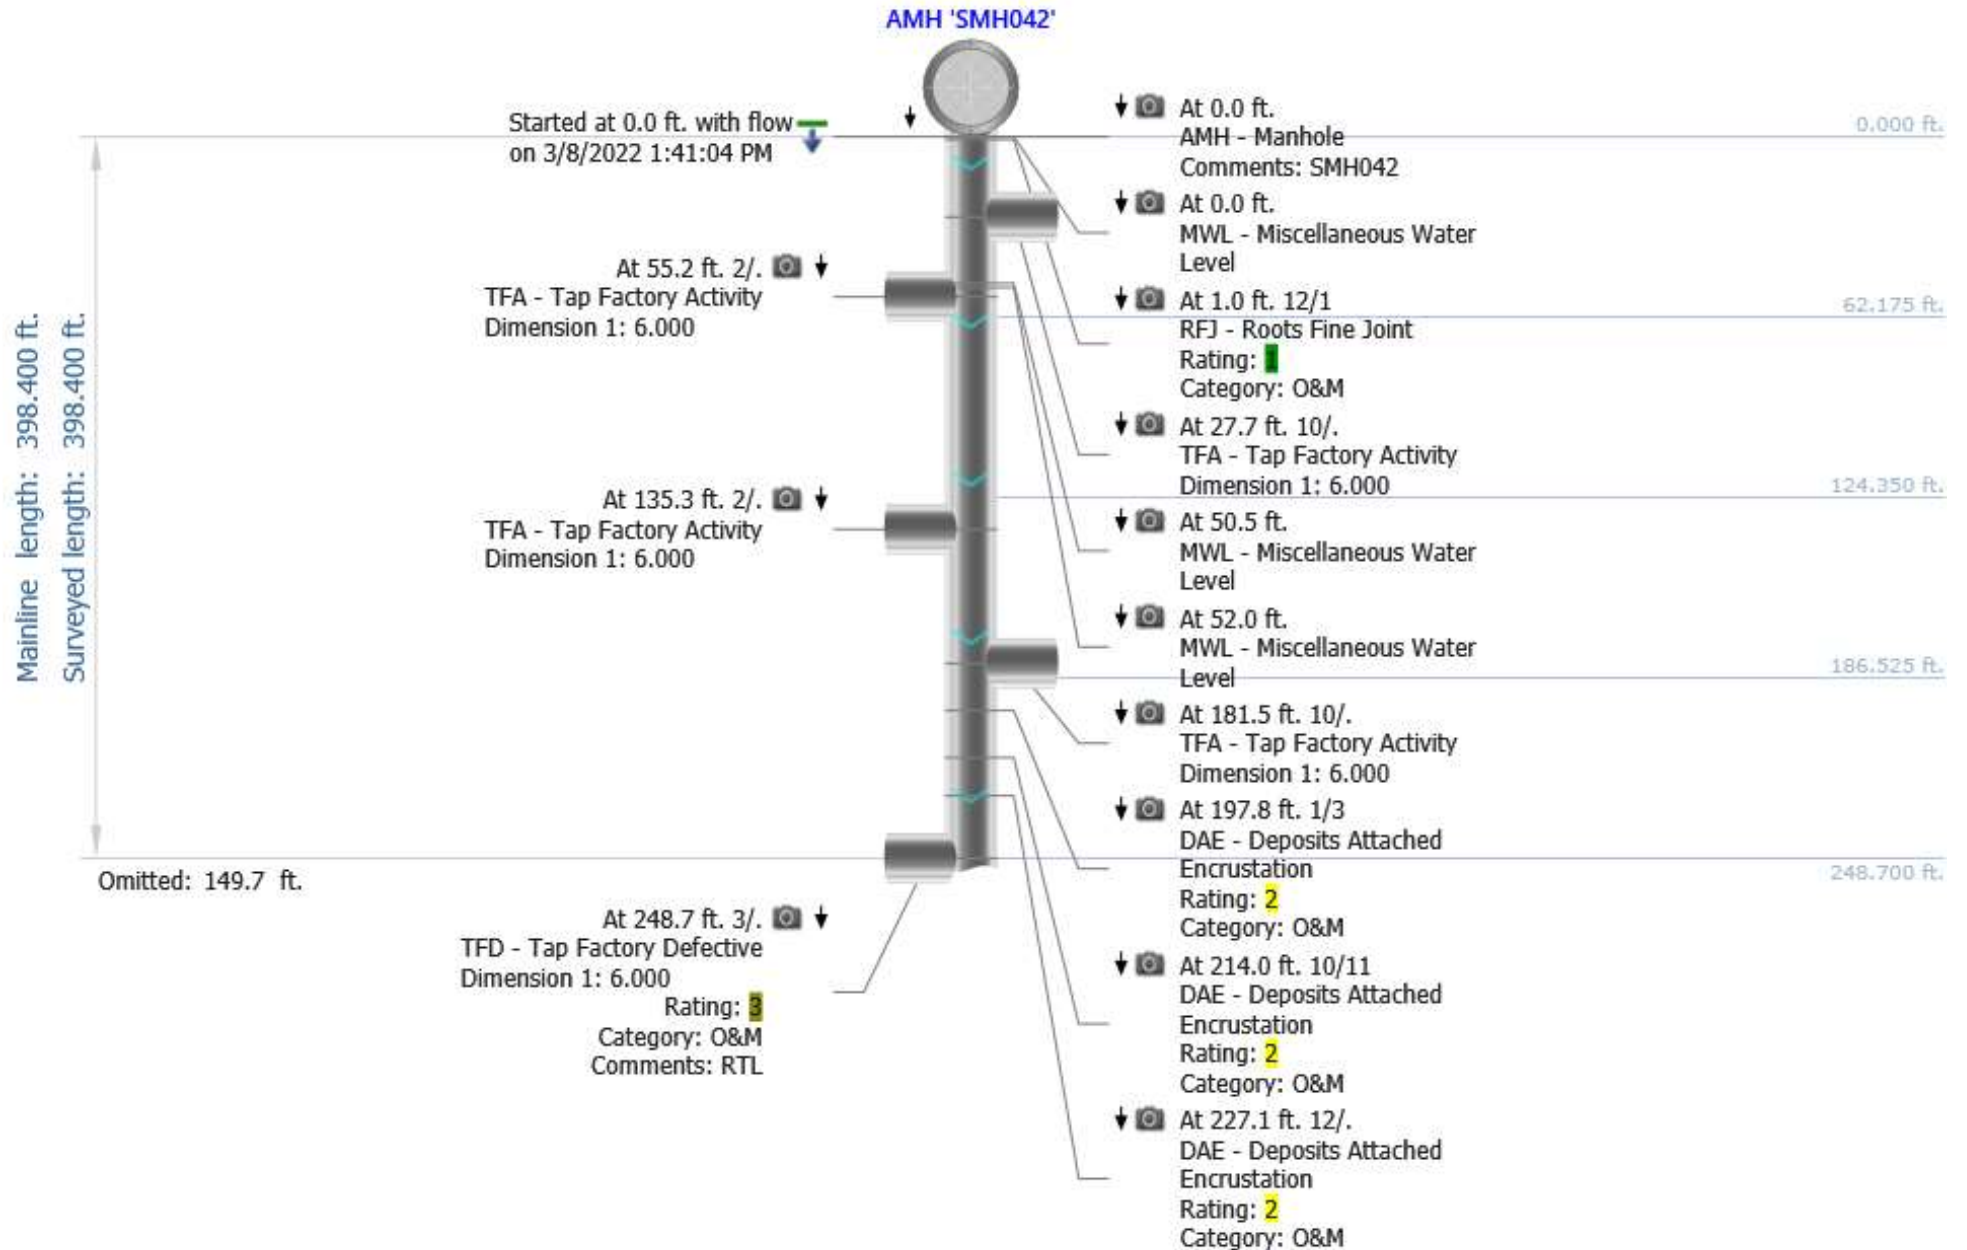 AMH 'SMH042'
Started at 0.0 ft. with flow
on 3/8/2022 1:41:04 PM
At 0.0 ft.
AMH - Manhole
Comments: SMH042
0.000 ft.
At 0.0 ft.
MWL - Miscellaneous Water
Level
At 55.2 ft. 2/.
TFA - Tap Factory Activity
Dimension 1: 6.000
At 1.0 ft. 12/1
RFJ - Roots Fine Joint
Rating: 1
Category: O&M
62.175 ft.
At 27.7 ft. 10/.
TFA - Tap Factory Activity
Dimension 1: 6.000
124.350 ft.
At 135.3 ft. 2/.
TFA - Tap Factory Activity
Dimension 1: 6.000
At 50.5 ft.
MWL - Miscellaneous Water
Level
At 52.0 ft.
MWL - Miscellaneous Water
Level
186.525 ft.
Mainline length: 398.400 ft.
Surveyed length: 398.400 ft.
At 181.5 ft. 10/.
TFA - Tap Factory Activity
Dimension 1: 6.000
At 197.8 ft. 1/3
DAE - Deposits Attached
Encrustation
Rating: 2
Category: O&M
248.700 ft.
Omitted: 149.7 ft.
At 248.7 ft. 3/.
TFD - Tap Factory Defective
Dimension 1: 6.000
Rating: 3
Category: O&M
Comments: RTL
At 214.0 ft. 10/11
DAE - Deposits Attached
Encrustation
Rating: 2
Category: O&M
At 227.1 ft. 12/.
DAE - Deposits Attached
Encrustation
Rating: 2
Category: O&M